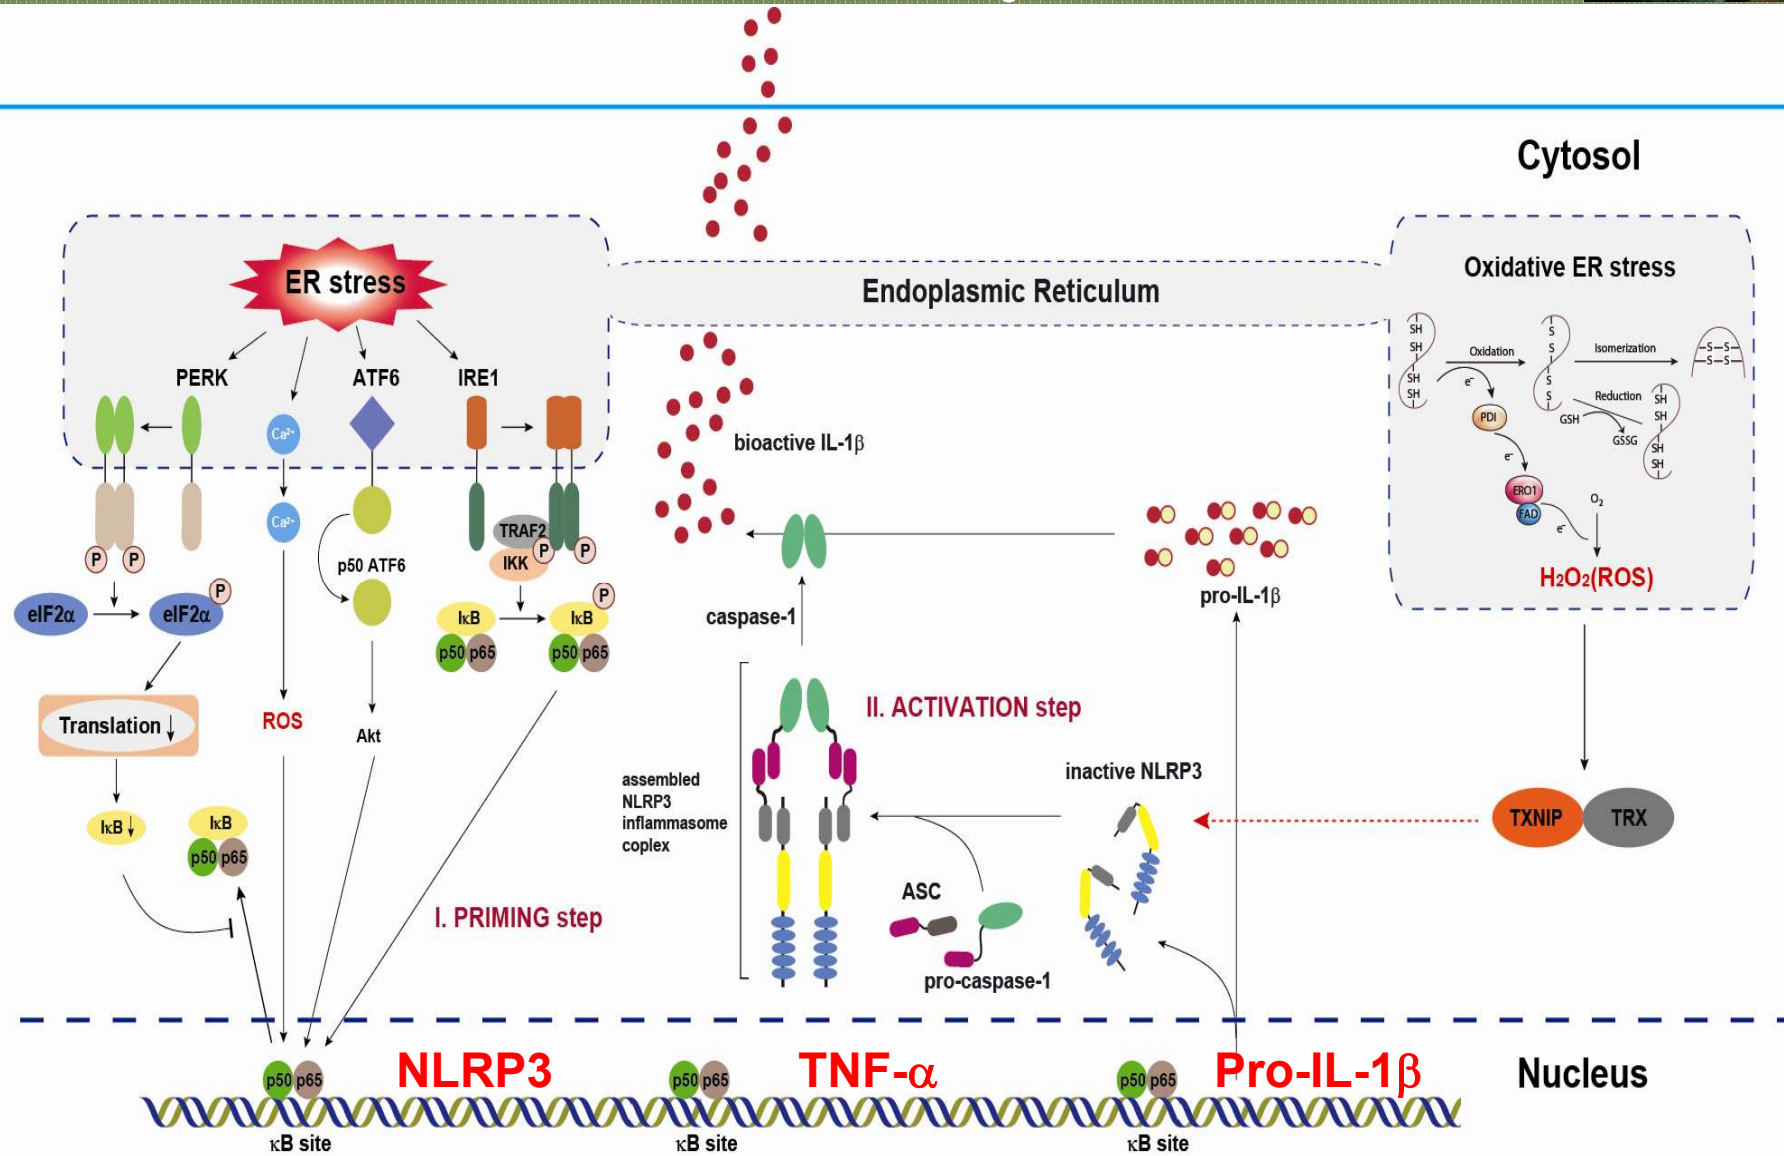 Cytosol
ER stress
Endoplasmic Reticulum
Oxidative ER stress
PERK
ATF6
IRE1
Ca²⁺
Ca²⁺
TRAF2
IKK
P
P
P
P
p50 ATF6
eIF2α
eIF2α
P
IκB
p50
p65
IκB
P
p50
p65
Translation ↓
ROS
Akt
IκB ↓
IκB
p50
p65
I. PRIMING step
bioactive IL-1β
caspase-1
pro-IL-1β
II. ACTIVATION step
assembled
NLRP3
inflammasome
coplex
inactive NLRP3
ASC
pro-caspase-1
SH
SH
SH
SH
Oxidation
e⁻
S
S
S
S
Isomerization
–S–S–
–S–S–
Reduction
GSH
GSSG
SH
SH
SH
SH
PDI
e⁻
ERO1
FAD
e⁻
O₂
H₂O₂(ROS)
TXNIP
TRX
p50
p65
NLRP3
p50
p65
TNF-α
p50
p65
Pro-IL-1β
Nucleus
κB site
κB site
κB site